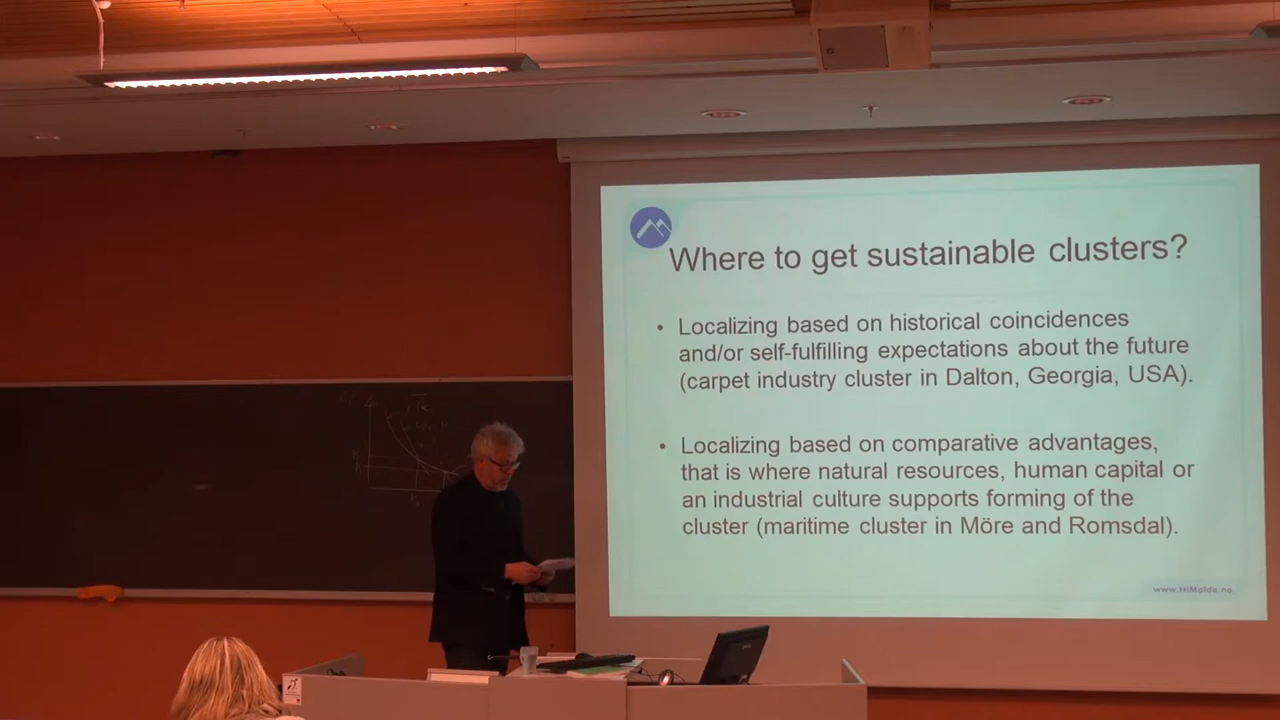 Where to get sustainable clusters?
• Localizing based on historical coincidences
and/or self-fulfilling expectations about the future
(carpet industry cluster in Dalton, Georgia, USA).
• Localizing based on comparative advantages,
that is where natural resources, human capital or
an industrial culture supports forming of the
cluster (maritime cluster in Möre and Romsdal).
www.HiMolde.no